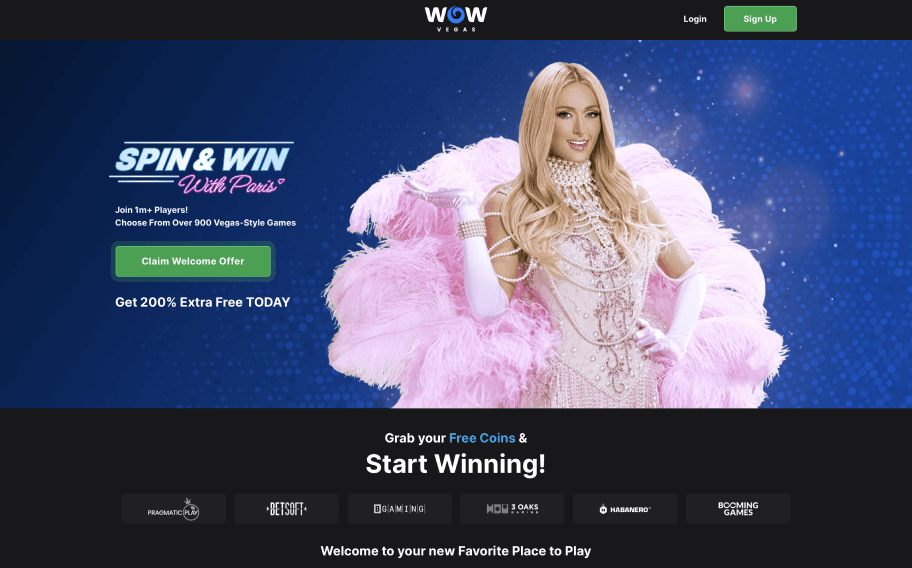 WOW
VEGAS
Login
Sign Up
SPIN & WIN
With Paris
Join 1m+ Players!
Choose From Over 900 Vegas-Style Games
Claim Welcome Offer
Get 200% Extra Free TODAY
Grab your Free Coins &
Start Winning!
PRAGMATIC PLAY
BETSOFT
BGAMING
3 OAKS
GAMING
HABANERO
BOOMING
GAMES
Welcome to your new Favorite Place to Play